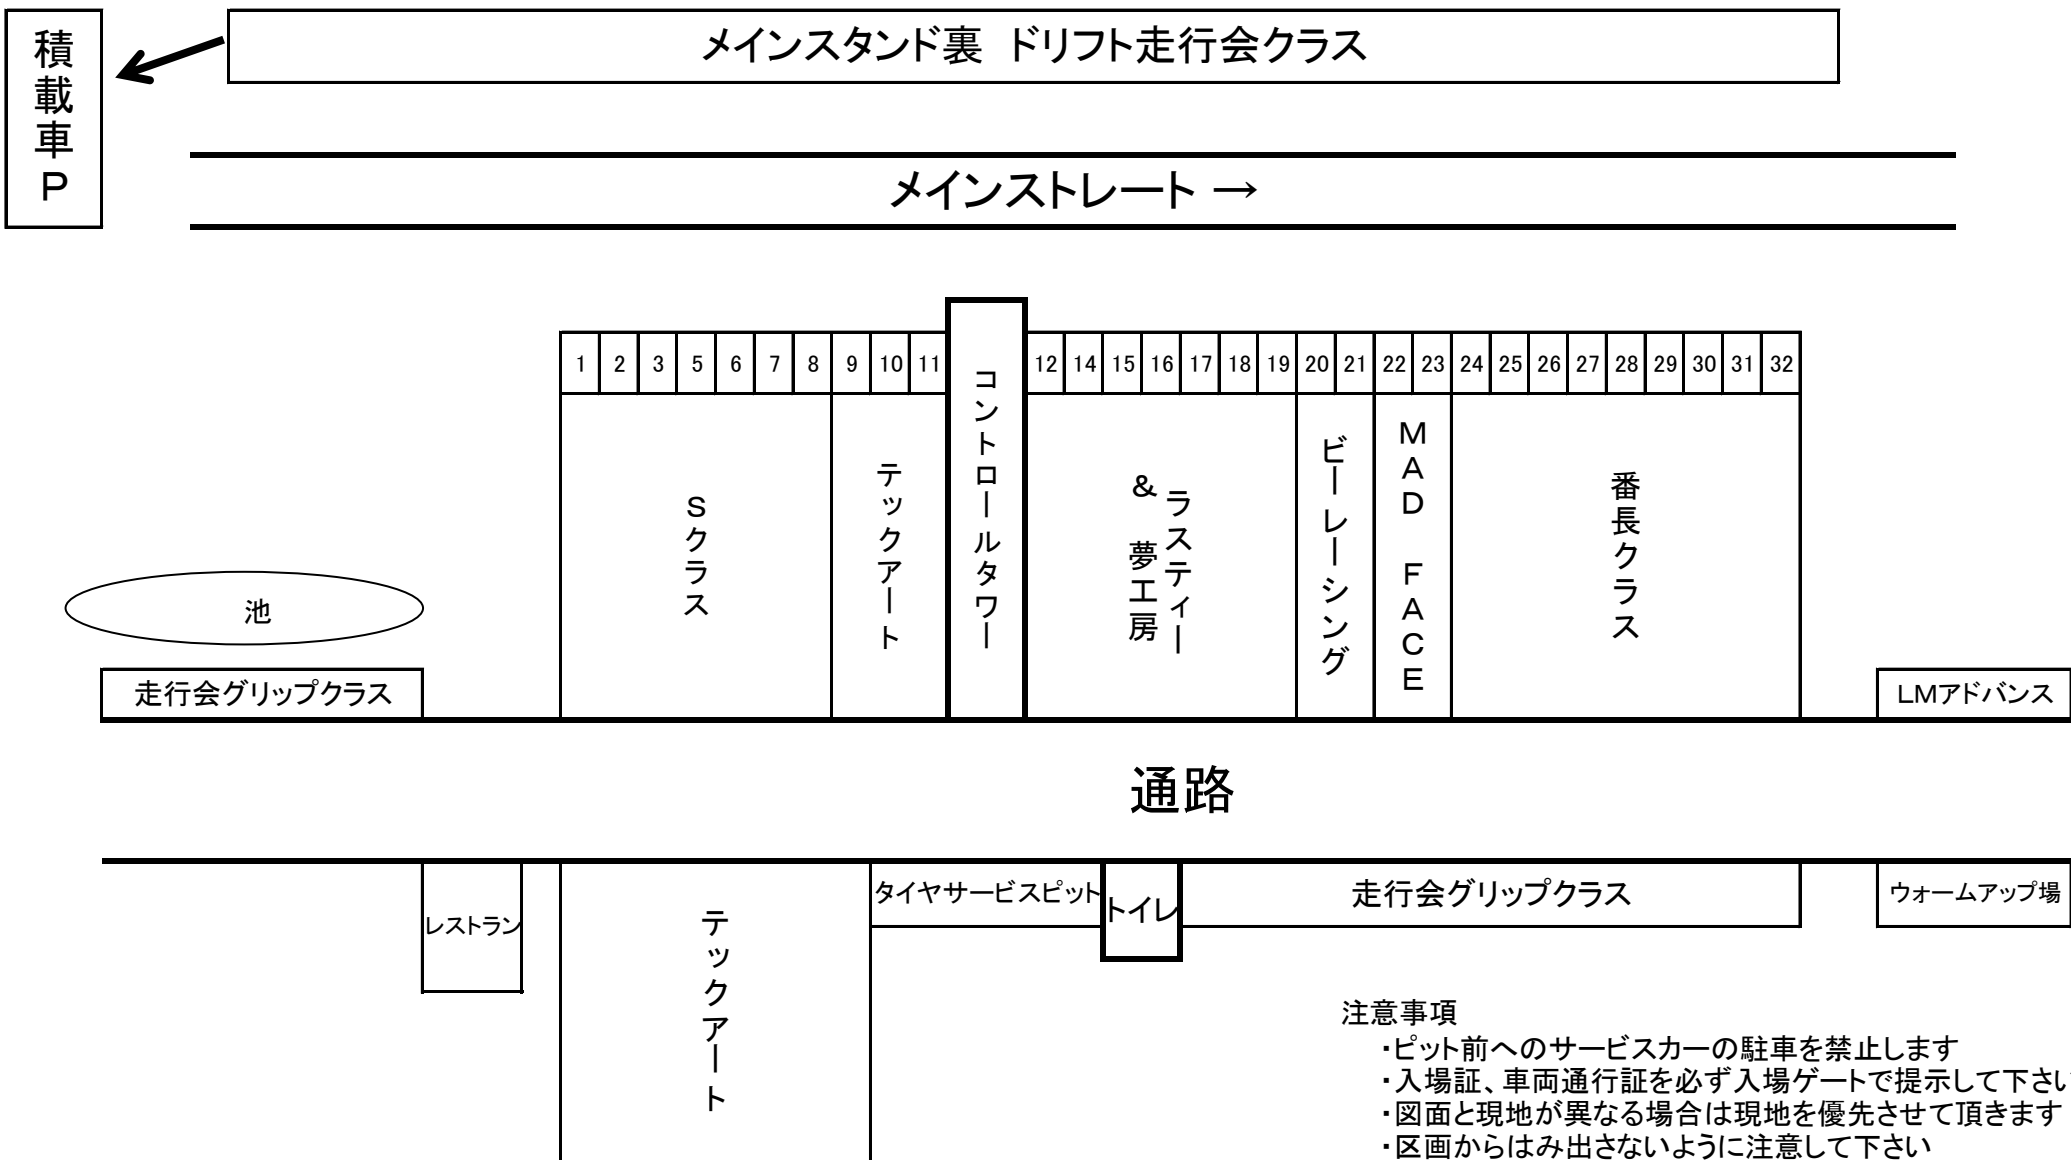 積載車P
メインスタンド裏 ドリフト走行会クラス
メインストレート →
1 2 3 5 6 7 8 9 10 11
コントロールタワー
12 14 15 16 17 18 19 20 21 22 23 24 25 26 27 28 29 30 31 32
Sクラス
テックアート
ラスティー
& 夢工房
ビーレーシング
MAD FACE
番長クラス
池
走行会グリップクラス
LMアドバンス
通路
レストラン
テックアート
タイヤサービスピット
トイレ
走行会グリップクラス
ウォームアップ場
注意事項
・ピット前へのサービスカーの駐車を禁止します
・入場証、車両通行証を必ず入場ゲートで提示して下さい
・図面と現地が異なる場合は現地を優先させて頂きます
・区画からはみ出さないように注意して下さい